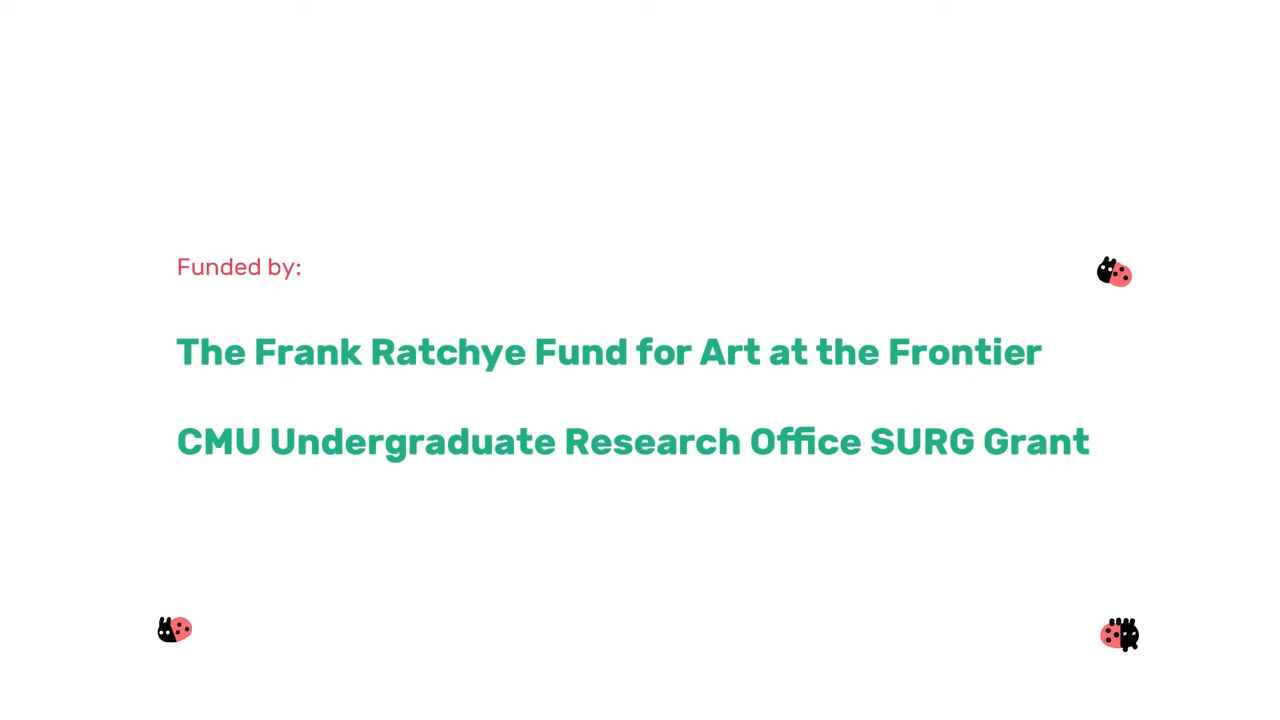 Funded by:
The Frank Ratchye Fund for Art at the Frontier
CMU Undergraduate Research Office SURG Grant